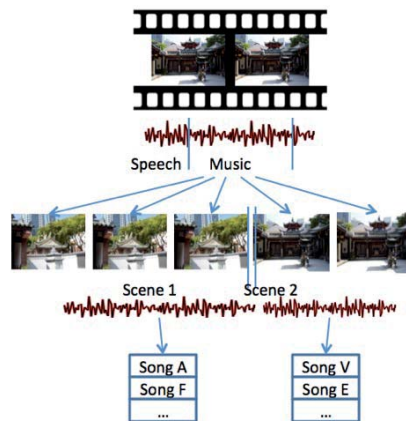 Speech Music
Scene 1 Scene 2
Song A
Song F
...
Song V
Song E
...